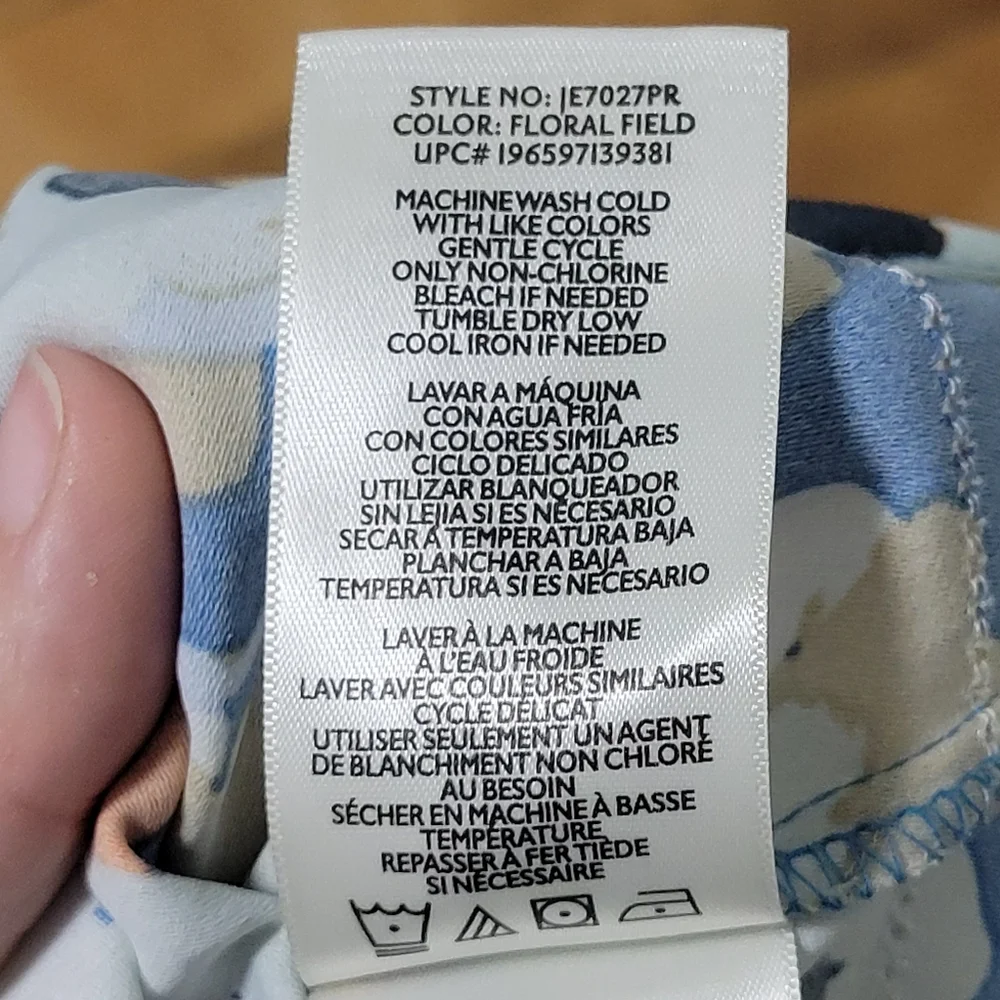 STYLE NO: JE7027PR
COLOR: FLORAL FIELD
UPC# 196597139381
MACHINE WASH COLD
WITH LIKE COLORS
GENTLE CYCLE
ONLY NON-CHLORINE
BLEACH IF NEEDED
TUMBLE DRY LOW
COOL IRON IF NEEDED
LAVAR A MÁQUINA
CON AGUA FRÍA
CON COLORES SIMILARES
CICLO DELICADO
UTILIZAR BLANQUEADOR
SIN LEJIA SI ES NECESARIO
SECAR A TEMPERATURA BAJA
PLANCHAR A BAJA
TEMPERATURA SI ES NECESARIO
LAVER À LA MACHINE
À L'EAU FROIDE
LAVER AVEC COULEURS SIMILAIRES
CYCLE DÉLICAT
UTILISER SEULEMENT UN AGENT
DE BLANCHIMENT NON CHLORÉ
AU BESOIN
SÉCHER EN MACHINE À BASSE
TEMPÉRATURE
REPASSER À FER TIÈDE
SI NÉCESSAIRE